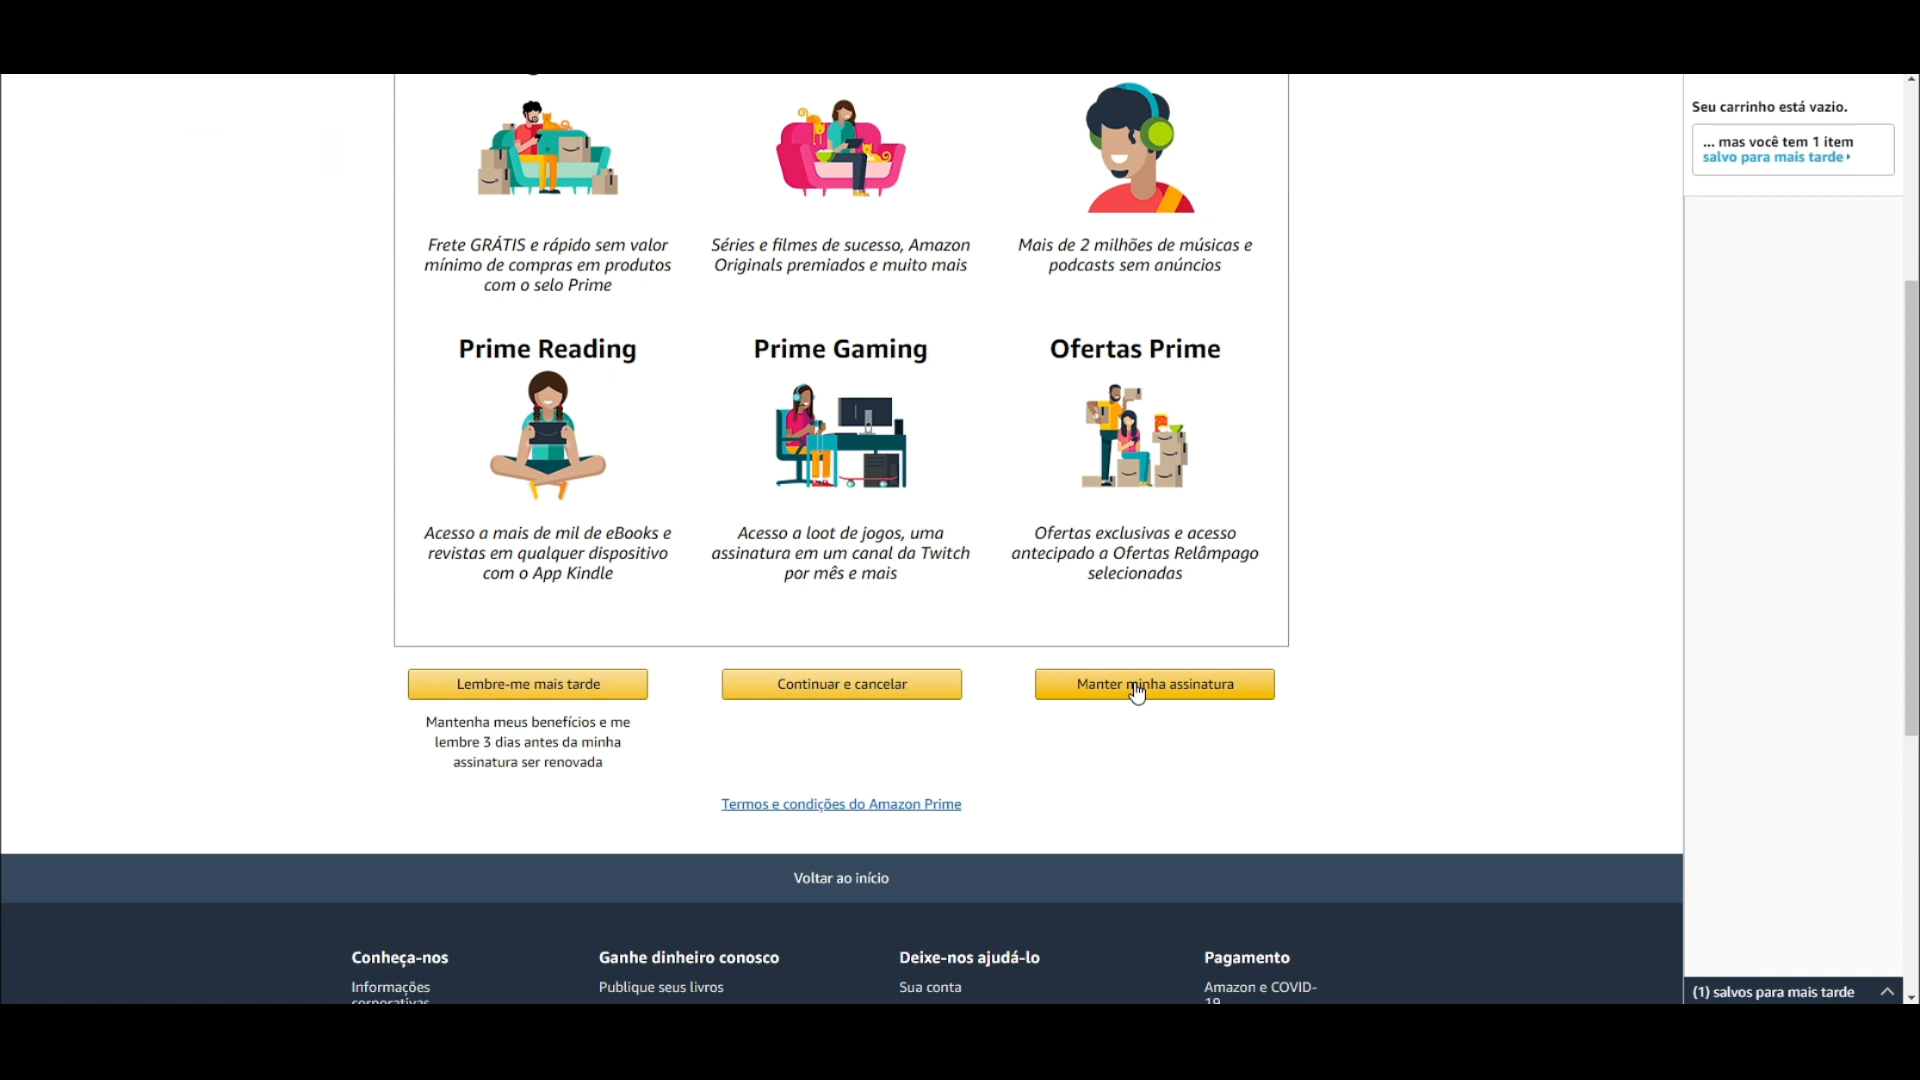 Seu carrinho está vazio.
... mas você tem 1 item
salvo para mais tarde
Frete GRÁTIS e rápido sem valor
mínimo de compras em produtos
com o selo Prime
Séries e filmes de sucesso, Amazon
Originals premiados e muito mais
Mais de 2 milhões de músicas e
podcasts sem anúncios
Prime Reading
Prime Gaming
Ofertas Prime
Acesso a mais de mil de eBooks e
revistas em qualquer dispositivo
com o App Kindle
Acesso a loot de jogos, uma
assinatura em um canal da Twitch
por mês e mais
Ofertas exclusivas e acesso
antecipado a Ofertas Relâmpago
selecionadas
Lembre-me mais tarde
Continuar e cancelar
Manter minha assinatura
Mantenha meus benefícios e me
lembre 3 dias antes da minha
assinatura ser renovada
Termos e condições do Amazon Prime
Voltar ao início
Conheça-nos
Informações
corporativas
Ganhe dinheiro conosco
Publique seus livros
Deixe-nos ajudá-lo
Sua conta
Pagamento
Amazon e COVID-
19
(1) salvos para mais tarde